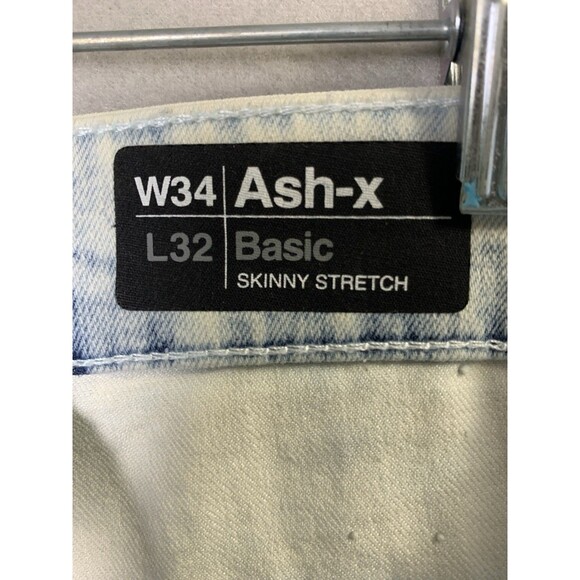 W34 Ash-x
L32 Basic
SKINNY STRETCH